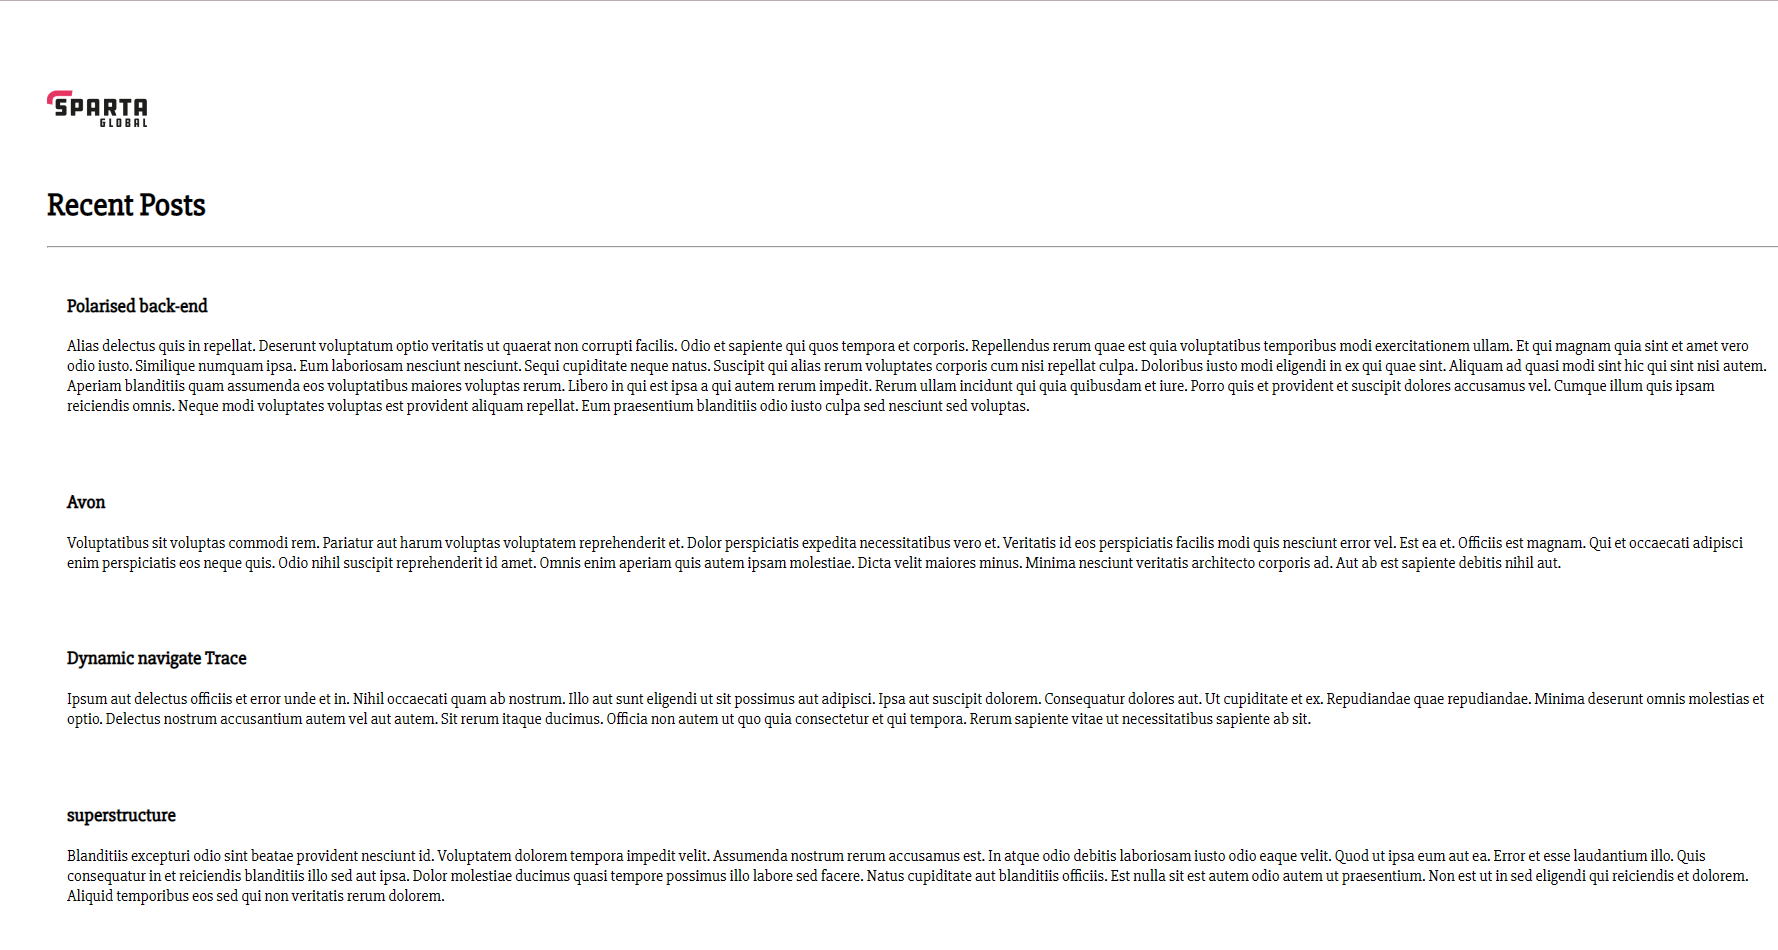 SPARTA
GLOBAL
Recent Posts
Polarised back-end
Alias delectus quis in repellat. Deserunt voluptatum optio veritatis ut quaerat non corrupti facilis. Odio et sapiente qui quos tempora et corporis. Repellendus rerum quae est quia voluptatibus temporibus modi exercitationem ullam. Et qui magnam quia sint et amet vero
odio iusto. Similique numquam ipsa. Eum laboriosam nesciunt nesciunt. Sequi cupiditate neque natus. Suscipit qui alias rerum voluptates corporis cum nisi repellat culpa. Doloribus iusto modi eligendi in ex qui quae sint. Aliquam ad quasi modi sint hic qui sint nisi autem.
Aperiam blanditiis quam assumenda eos voluptatibus maiores voluptas rerum. Libero in qui est ipsa a qui autem rerum impedit. Rerum ullam incidunt qui quia quibusdam et iure. Porro quis et provident et suscipit dolores accusamus vel. Cumque illum quis ipsam
reiciendis omnis. Neque modi voluptates voluptas est provident aliquam repellat. Eum praesentium blanditiis odio iusto culpa sed nesciunt sed voluptas.
Avon
Voluptatibus sit voluptas commodi rem. Pariatur aut harum voluptas voluptatem reprehenderit et. Dolor perspiciatis expedita necessitatibus vero et. Veritatis id eos perspiciatis facilis modi quis nesciunt error vel. Est ea et. Officiis est magnam. Qui et occaecati adipisci
enim perspiciatis eos neque quis. Odio nihil suscipit reprehenderit id amet. Omnis enim aperiam quis autem ipsam molestiae. Dicta velit maiores minus. Minima nesciunt veritatis architecto corporis ad. Aut ab est sapiente debitis nihil aut.
Dynamic navigate Trace
Ipsum aut delectus officiis et error unde et in. Nihil occaecati quam ab nostrum. Illo aut sunt eligendi ut sit possimus aut adipisci. Ipsa aut suscipit dolorem. Consequatur dolores aut. Ut cupiditate et ex. Repudiandae quae repudiandae. Minima deserunt omnis molestias et
optio. Delectus nostrum accusantium autem vel aut autem. Sit rerum itaque ducimus. Officia non autem ut quo quia consectetur et qui tempora. Rerum sapiente vitae ut necessitatibus sapiente ab sit.
superstructure
Blanditiis excepturi odio sint beatae provident nesciunt id. Voluptatem dolorem tempora impedit velit. Assumenda nostrum rerum accusamus est. In atque odio debitis laboriosam iusto odio eaque velit. Quod ut ipsa eum aut ea. Error et esse laudantium illo. Quis
consequatur in et reiciendis blanditiis illo sed aut ipsa. Dolor molestiae ducimus quasi tempore possimus illo labore sed facere. Natus cupiditate aut blanditiis officiis. Est nulla sit est autem odio autem ut praesentium. Non est ut in sed eligendi qui reiciendis et dolorem.
Aliquid temporibus eos sed qui non veritatis rerum dolorem.